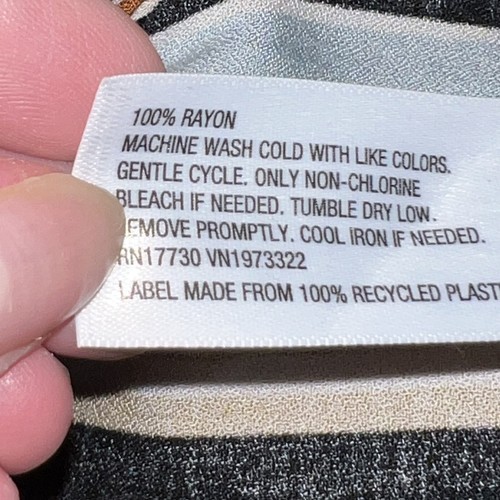 100% RAYON
MACHINE WASH COLD WITH LIKE COLORS.
GENTLE CYCLE. ONLY NON-CHLORINE
BLEACH IF NEEDED. TUMBLE DRY LOW.
REMOVE PROMPTLY. COOL IRON IF NEEDED.
RN17730 VN1973322
LABEL MADE FROM 100% RECYCLED PLAST